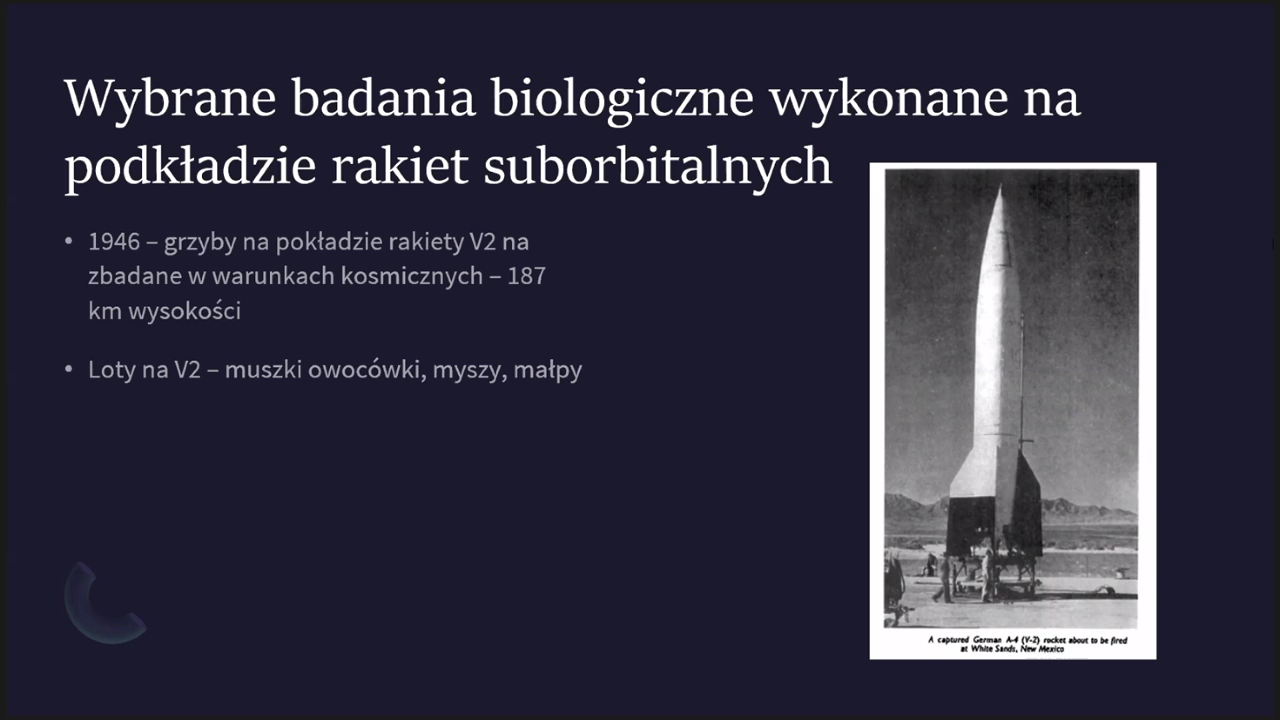 Wybrane badania biologiczne wykonane na
podkładzie rakiet suborbitalnych
• 1946 – grzyby na pokładzie rakiety V2 na
zbadane w warunkach kosmicznych – 187
km wysokości
• Loty na V2 – muszki owocówki, myszy, małpy
A captured German A-4 (V-2) rocket about to be fired
at White Sands, New Mexico